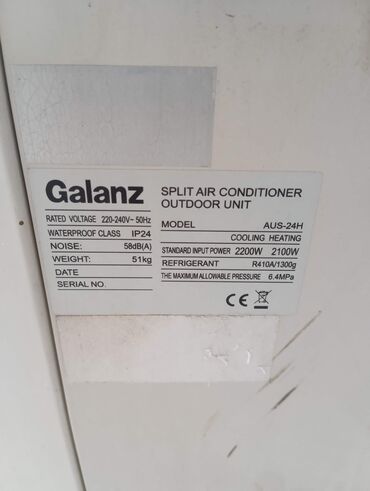 Galanz
SPLIT AIR CONDITIONER
OUTDOOR UNIT
RATED VOLTAGE 220-240V~ 50Hz
WATERPROOF CLASS IP24
NOISE: 58dB(A)
WEIGHT: 51kg
DATE
SERIAL NO.
MODEL AUS-24H
COOLING HEATING
STANDARD INPUT POWER 2200W 2100W
REFRIGERANT R410A/1300g
THE MAXIMUM ALLOWABLE PRESSURE 6.4MPa
CE